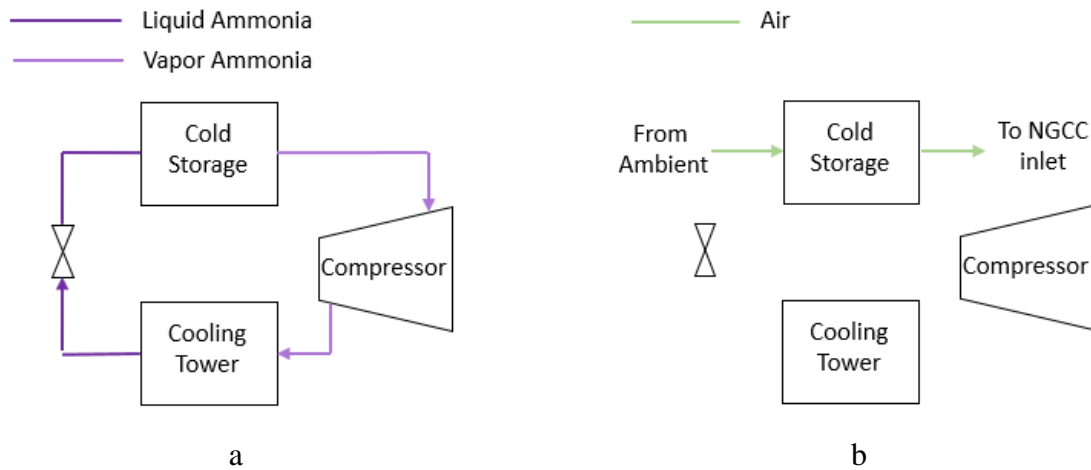 Liquid Ammonia
Vapor Ammonia
Cold
Storage
Compressor
Cooling
Tower
a
Air
From
Ambient
Cold
Storage
To NGCC
inlet
Compressor
Cooling
Tower
b